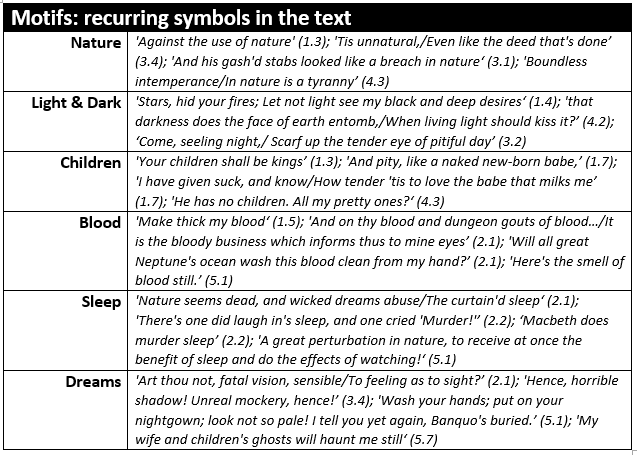 Motifs: recurring symbols in the text
Nature
'Against the use of nature' (1.3); 'Tis unnatural,/Even like the deed that's done’
(3.4); 'And his gash'd stabs looked like a breach in nature‘ (3.1); 'Boundless
intemperance/In nature is a tyranny’ (4.3)
Light & Dark
'Stars, hid your fires; Let not light see my black and deep desires‘ (1.4); 'that
darkness does the face of earth entomb,/When living light should kiss it?’ (4.2);
‘Come, seeling night,/ Scarf up the tender eye of pitiful day’ (3.2)
Children
'Your children shall be kings’ (1.3); 'And pity, like a naked new-born babe,’ (1.7);
'I have given suck, and know/How tender 'tis to love the babe that milks me’
(1.7); 'He has no children. All my pretty ones?‘ (4.3)
Blood
'Make thick my blood‘ (1.5); 'And on thy blood and dungeon gouts of blood.../It
is the bloody business which informs thus to mine eyes’ (2.1); 'Will all great
Neptune's ocean wash this blood clean from my hand?’ (2.1); 'Here's the smell of
blood still.’ (5.1)
Sleep
'Nature seems dead, and wicked dreams abuse/The curtain'd sleep‘ (2.1);
'There's one did laugh in's sleep, and one cried 'Murder!'’ (2.2); ‘Macbeth does
murder sleep’ (2.2); 'A great perturbation in nature, to receive at once the
benefit of sleep and do the effects of watching!‘ (5.1)
Dreams
'Art thou not, fatal vision, sensible/To feeling as to sight?’ (2.1); 'Hence, horrible
shadow! Unreal mockery, hence!’ (3.4); 'Wash your hands; put on your
nightgown; look not so pale! I tell you yet again, Banquo's buried.’ (5.1); 'My
wife and children's ghosts will haunt me still‘ (5.7)